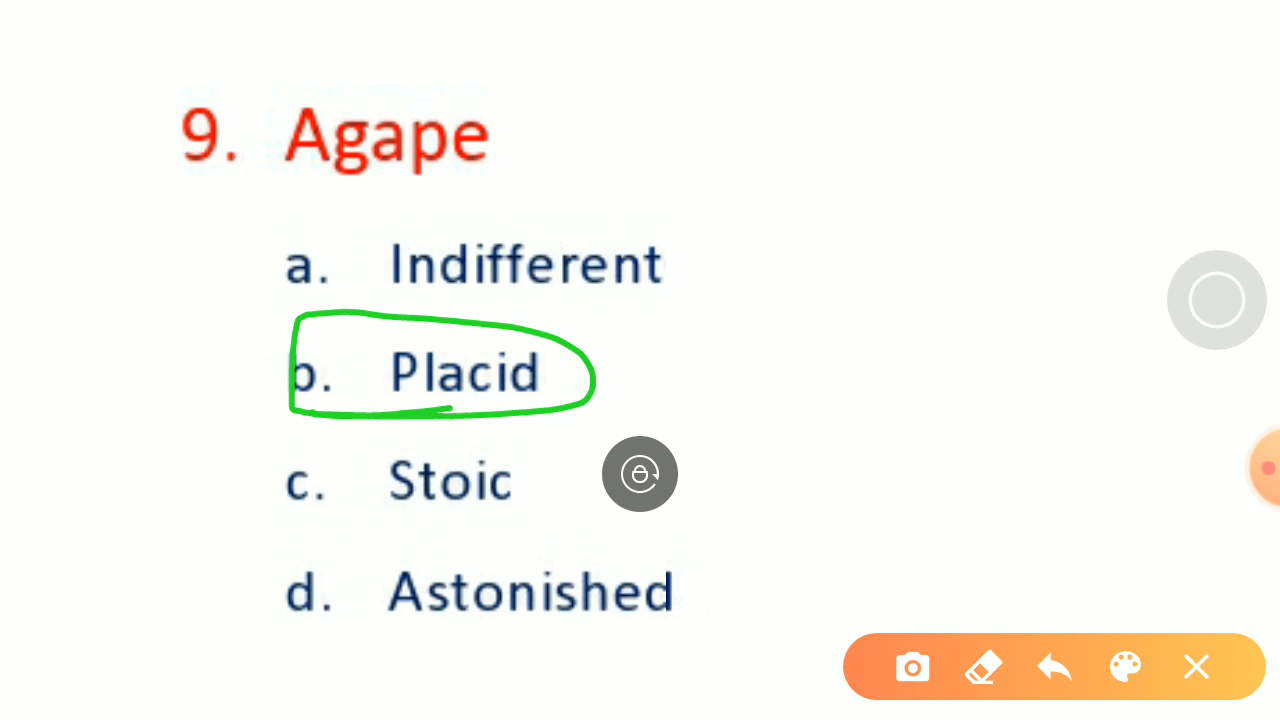 9. Agape
a. Indifferent
b. Placid
c. Stoic
d. Astonished